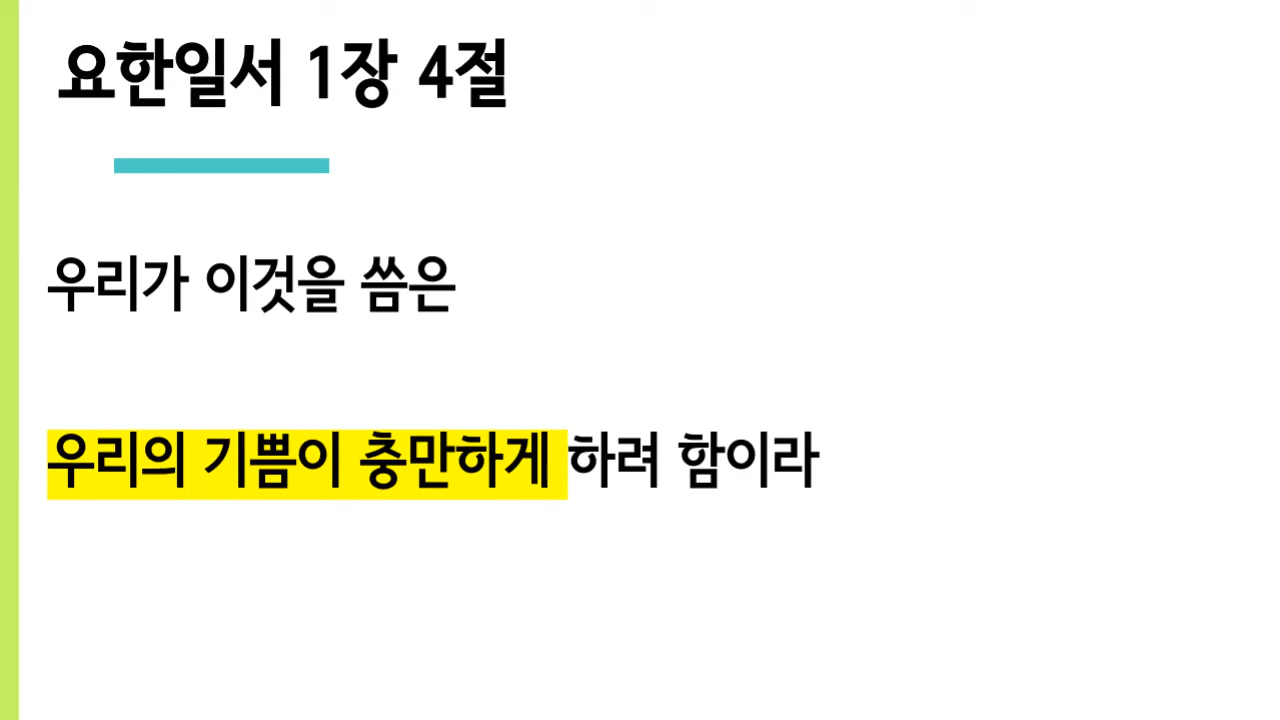 요한일서 1장 4절
우리가 이것을 씀은
우리의 기쁨이 충만하게 하려 함이라